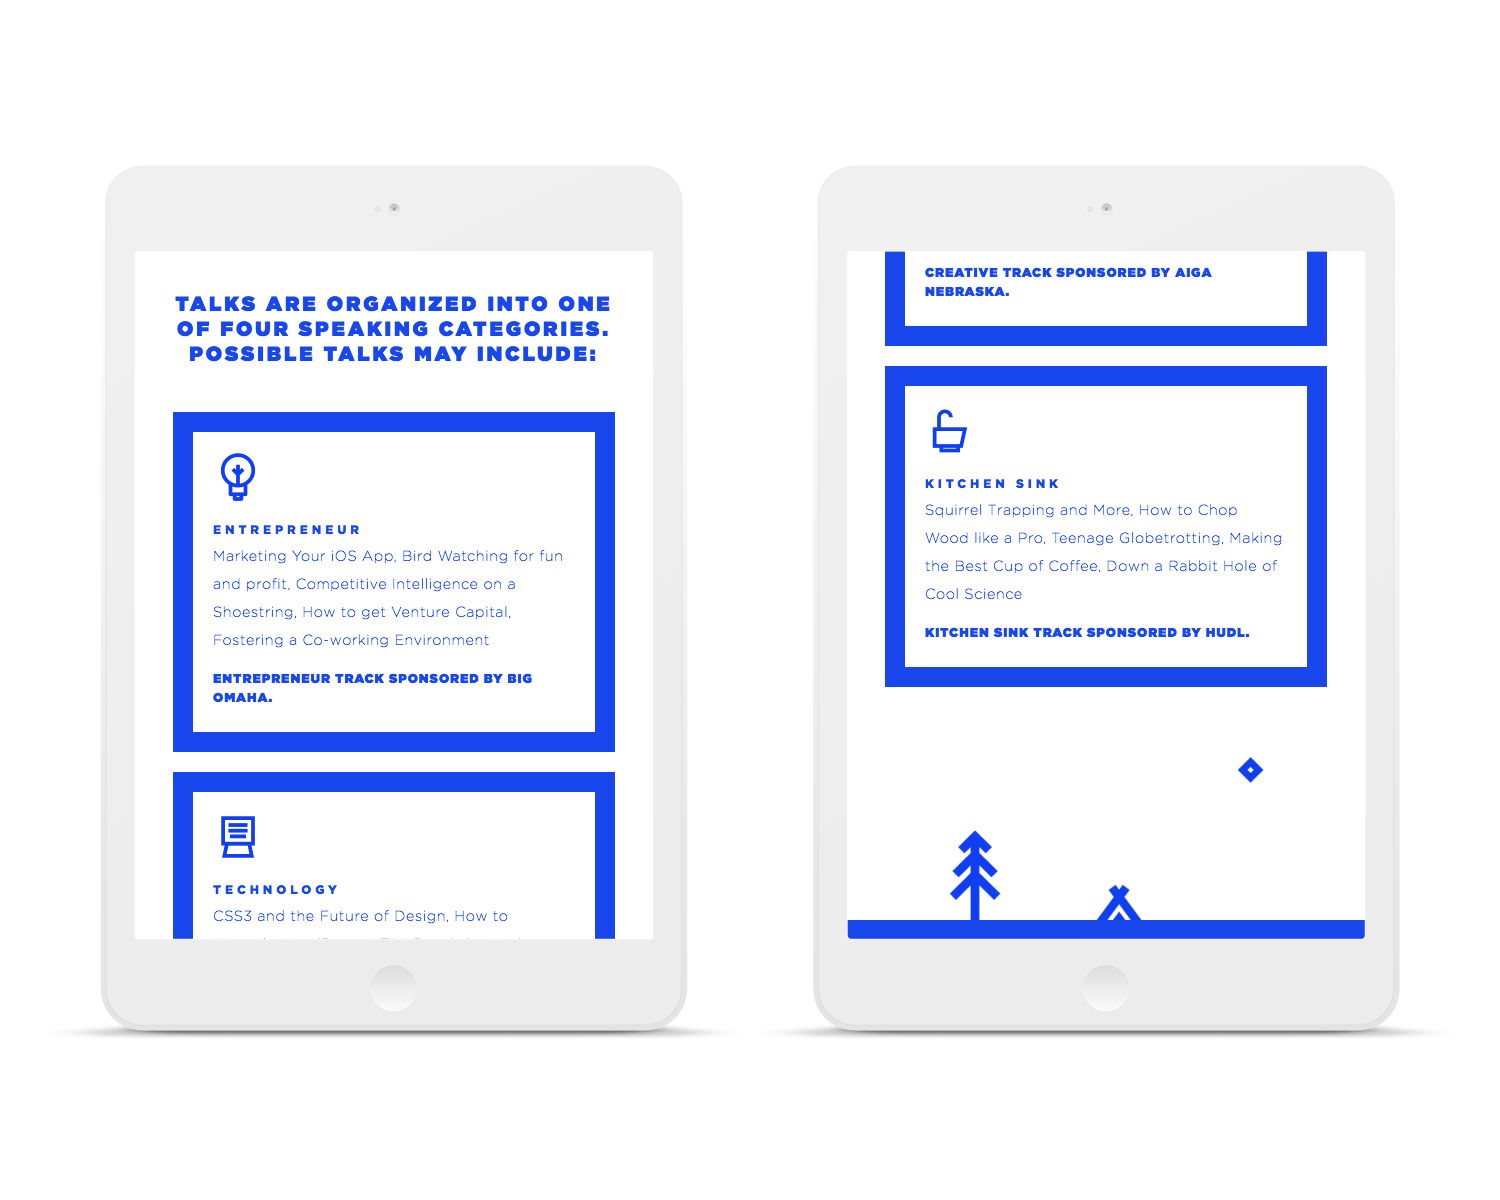 TALKS ARE ORGANIZED INTO ONE
OF FOUR SPEAKING CATEGORIES.
POSSIBLE TALKS MAY INCLUDE:
ENTREPRENEUR
Marketing Your iOS App, Bird Watching for fun
and profit, Competitive Intelligence on a
Shoestring, How to get Venture Capital,
Fostering a Co-working Environment
ENTREPRENEUR TRACK SPONSORED BY BIG
OMAHA.
TECHNOLOGY
CSS3 and the Future of Design, How to
CREATIVE TRACK SPONSORED BY AIGA
NEBRASKA.
KITCHEN SINK
Squirrel Trapping and More, How to Chop
Wood like a Pro, Teenage Globetrotting, Making
the Best Cup of Coffee, Down a Rabbit Hole of
Cool Science
KITCHEN SINK TRACK SPONSORED BY HUDL.